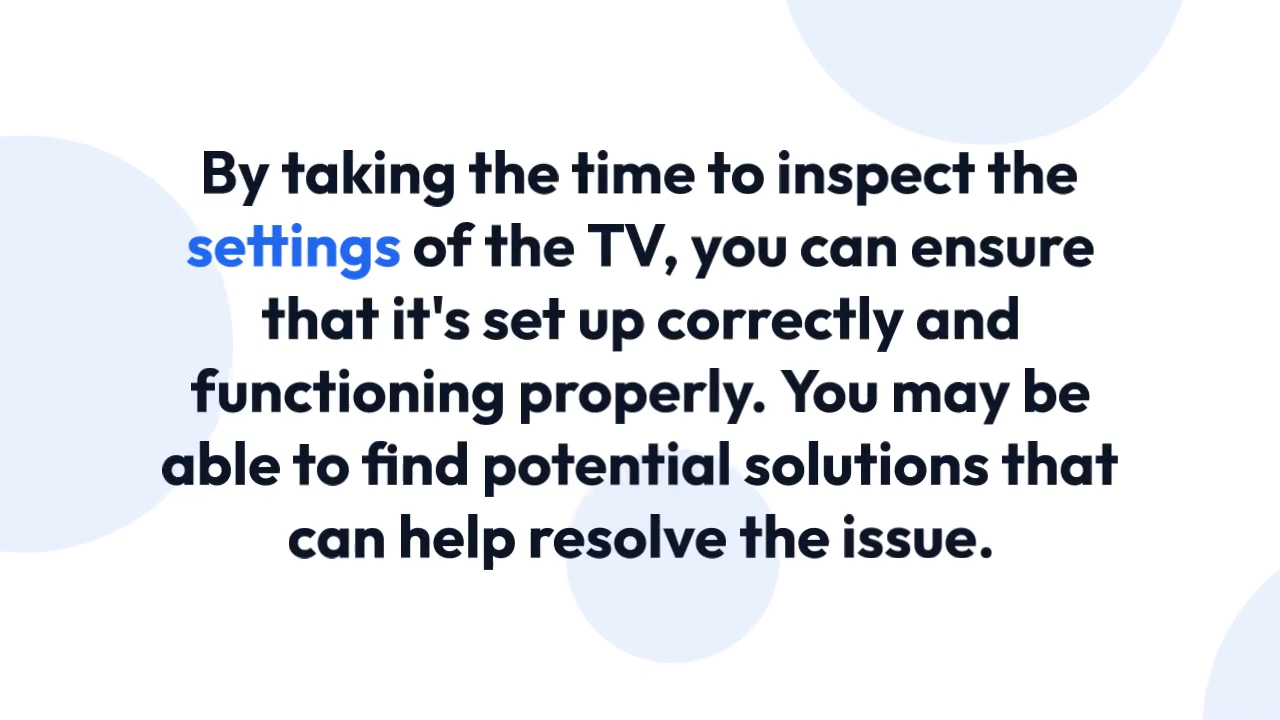 By taking the time to inspect the
settings of the TV, you can ensure
that it's set up correctly and
functioning properly. You may be
able to find potential solutions that
can help resolve the issue.